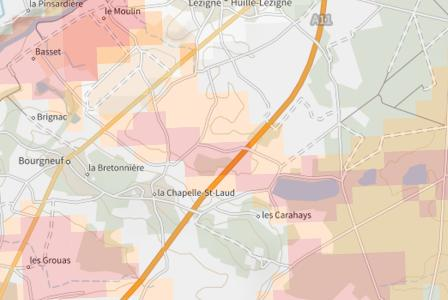 la Pinsardière
le Moulin
Lézigné - Huillé-Lézigné
A11
Basset
Brignac
Bourgneuf
la Bretonnière
la Chapelle-St-Laud
les Carahays
les Grouas